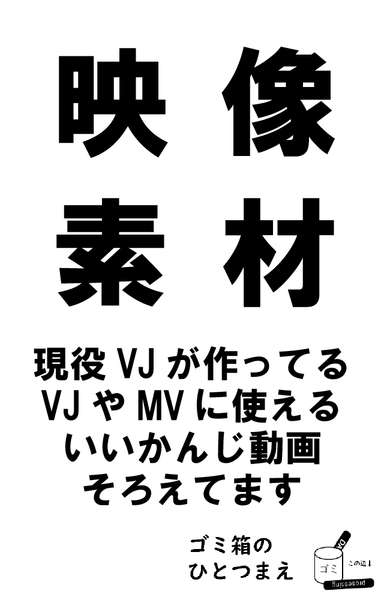 映像
素材
現役VJが作ってる
VJやMVに使える
いいかんじ動画
そろえてます
ゴミ箱の
ひとつまえ
ゴミ